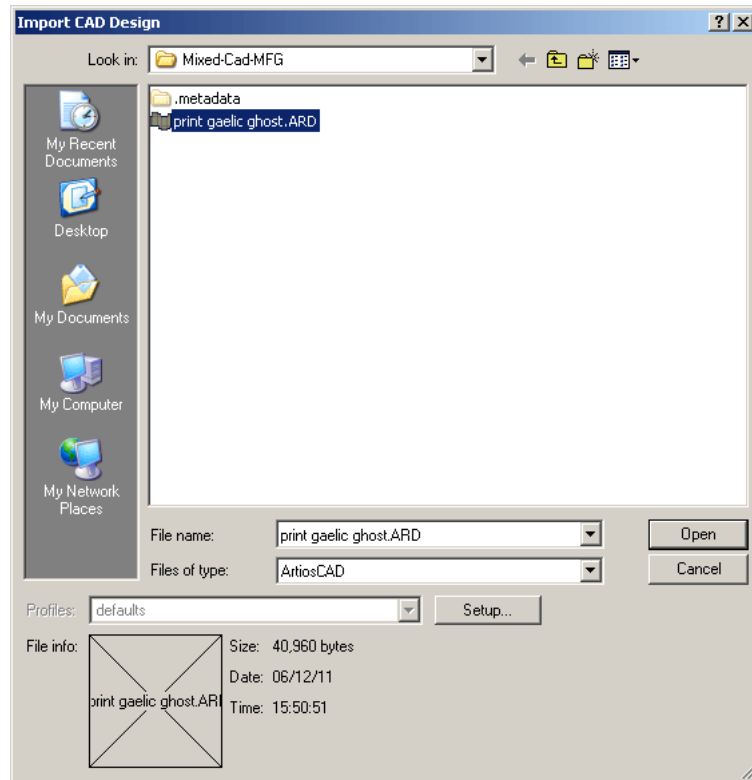 Import CAD Design
Look in: Mixed-Cad-MFG
.metadata
print gaelic ghost.ARD
My Recent
Documents
Desktop
My Documents
My Computer
My Network
Places
File name: print gaelic ghost.ARD Open
Files of type: ArtiosCAD Cancel
Profiles: defaults Setup...
File info: Size: 40,960 bytes
Date: 06/12/11
print gaelic ghost.ARI
Time: 15:50:51